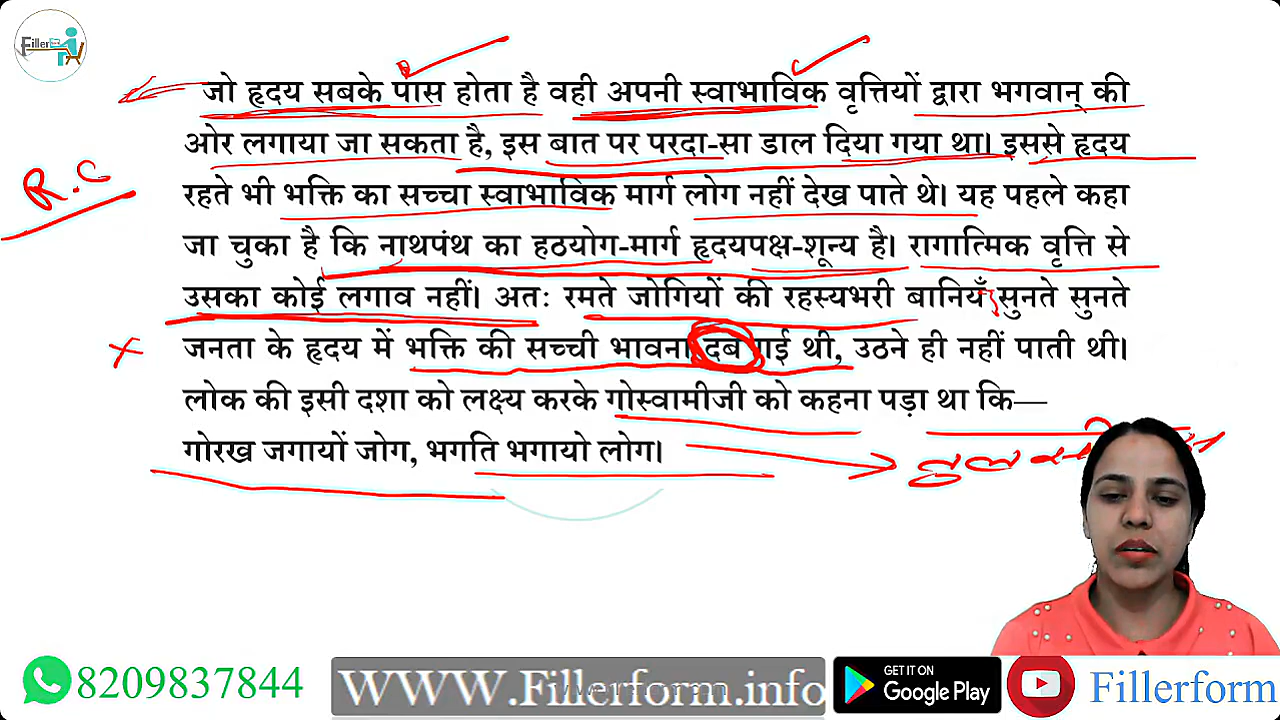 Fillerform
जो हृदय सबके पास होता है वही अपनी स्वाभाविक वृत्तियों द्वारा भगवान् की
ओर लगाया जा सकता है, इस बात पर परदा-सा डाल दिया गया था। इससे हृदय
R.C
रहते भी भक्ति का सच्चा स्वाभाविक मार्ग लोग नहीं देख पाते थे। यह पहले कहा
जा चुका है कि नाथपंथ का हठयोग-मार्ग हृदयपक्ष-शून्य है। रागात्मिक वृत्ति से
उसका कोई लगाव नहीं। अतः रमते जोगियों की रहस्यभरी बानियाँ सुनते सुनते
जनता के हृदय में भक्ति की सच्ची भावना दब गई थी, उठने ही नहीं पाती थी।
लोक की इसी दशा को लक्ष्य करके गोस्वामीजी को कहना पड़ा था कि—
गोरख जगायों जोग, भगति भगायो लोग।
8209837844
WWW.Fillerform.info
GET IT ON
Google Play
Fillerform